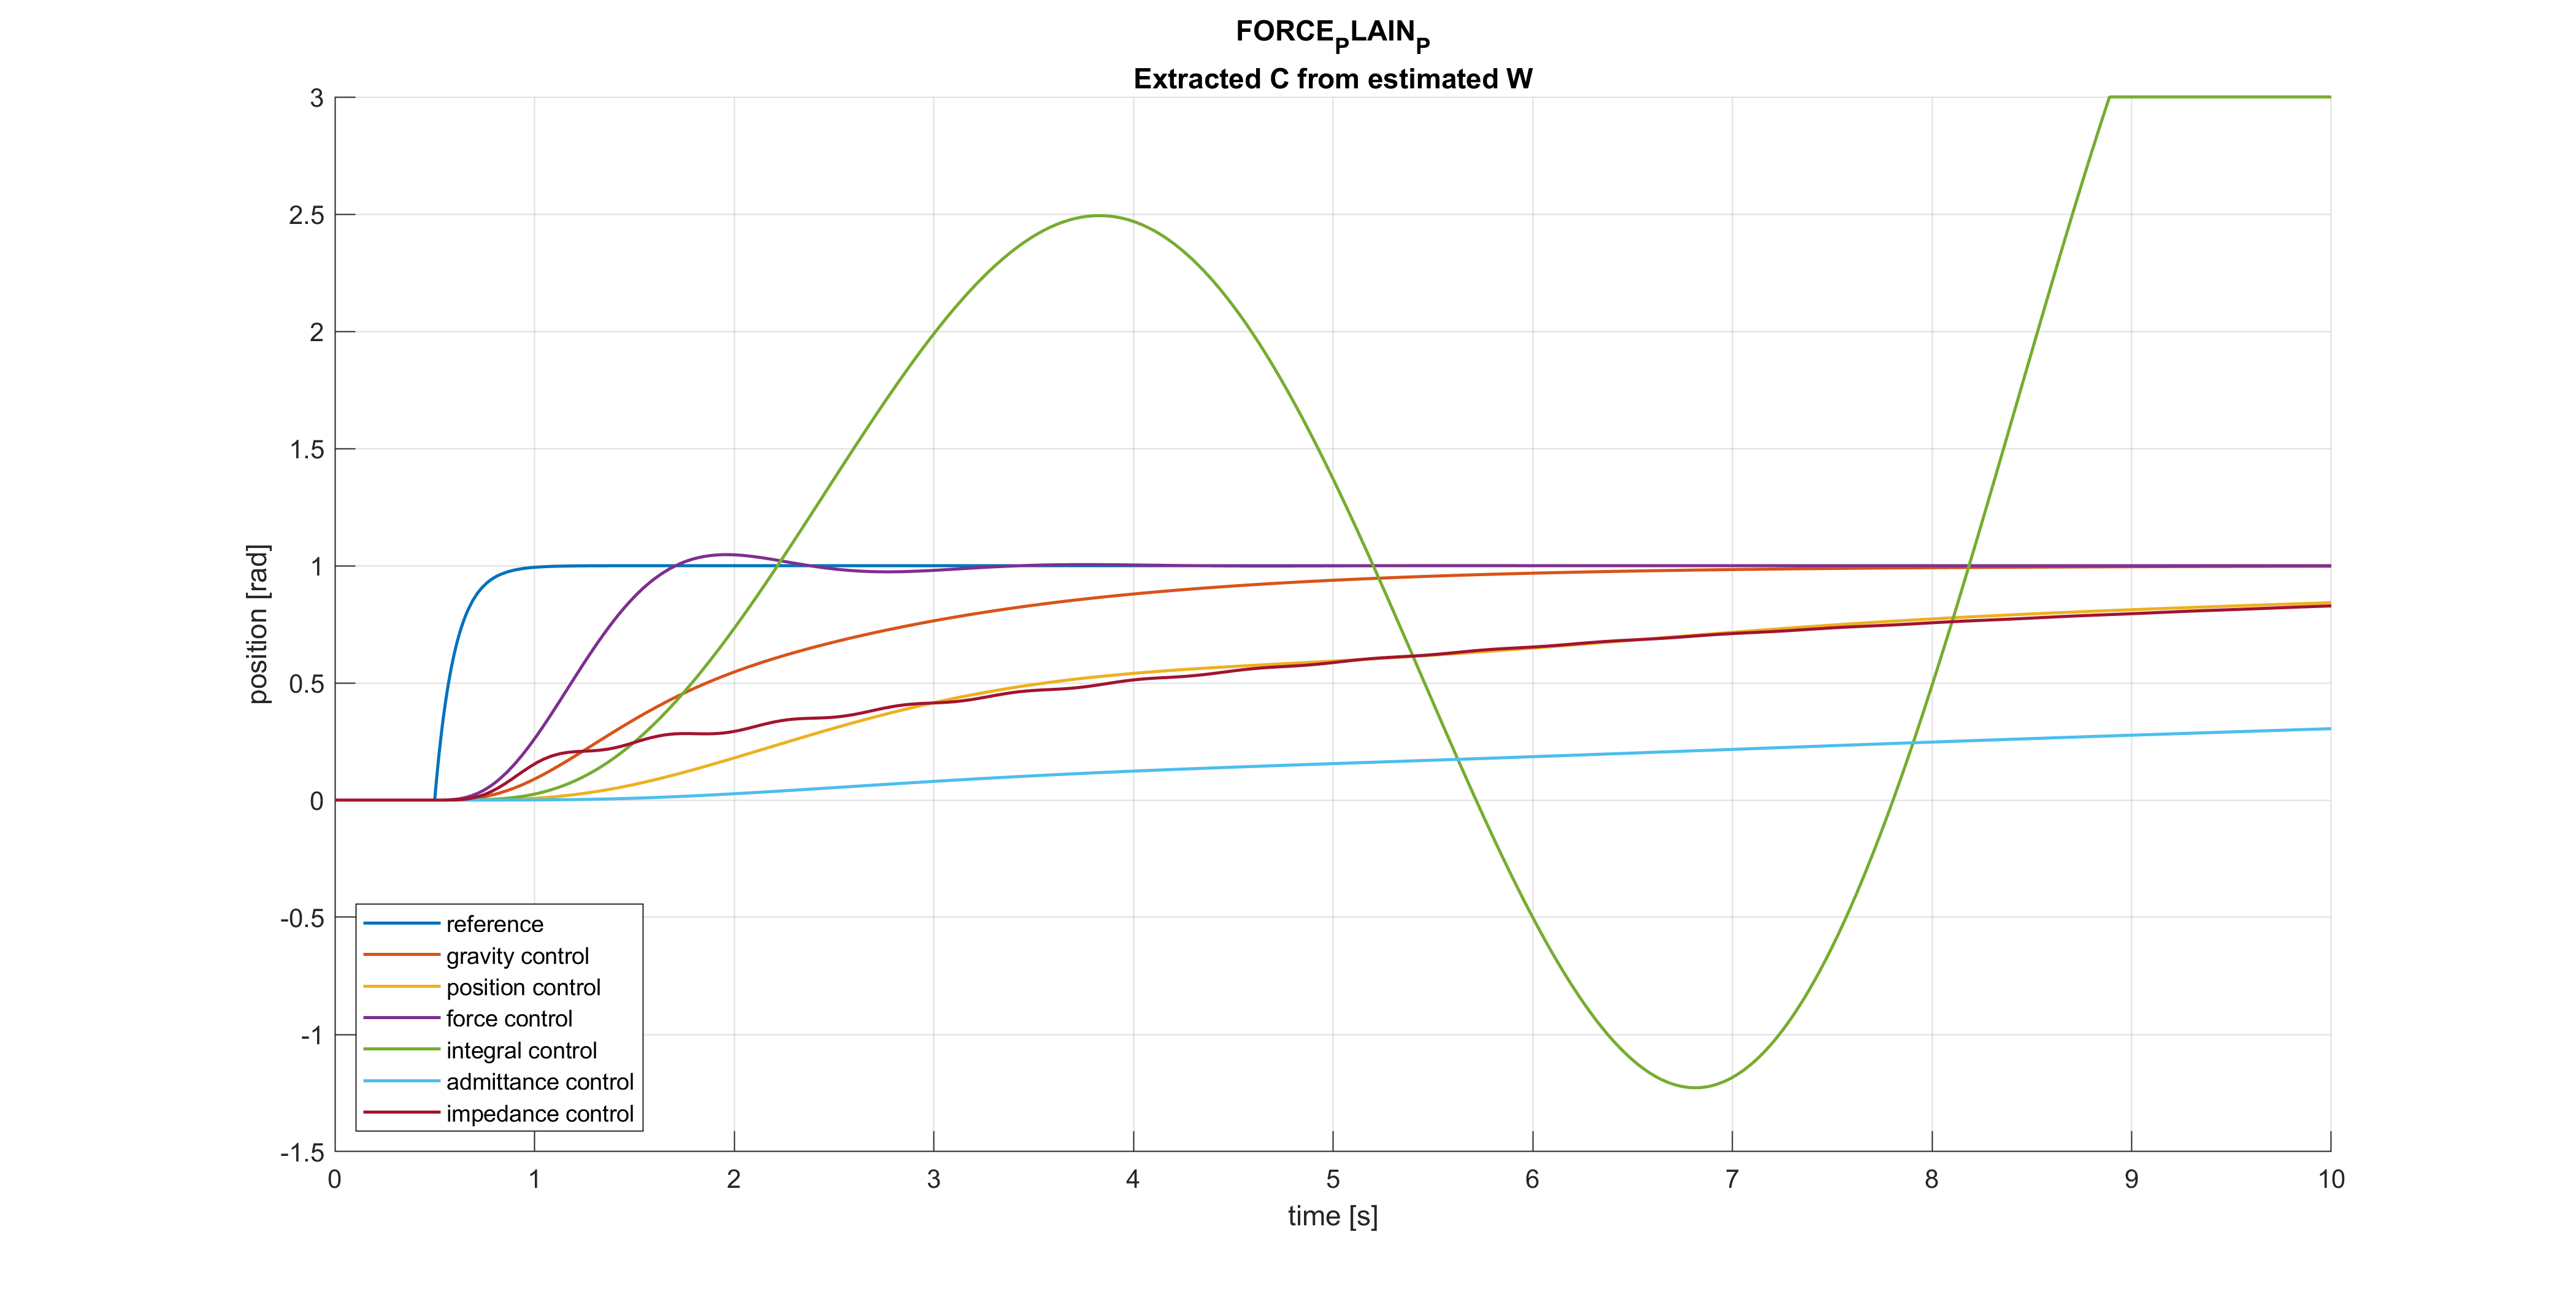 FORCEPLAINP
Extracted C from estimated W
3
2.5
2
1.5
1
0.5
0
-0.5
-1
-1.5
position [rad]
reference
gravity control
position control
force control
integral control
admittance control
impedance control
0 1 2 3 4 5 6 7 8 9 10
time [s]